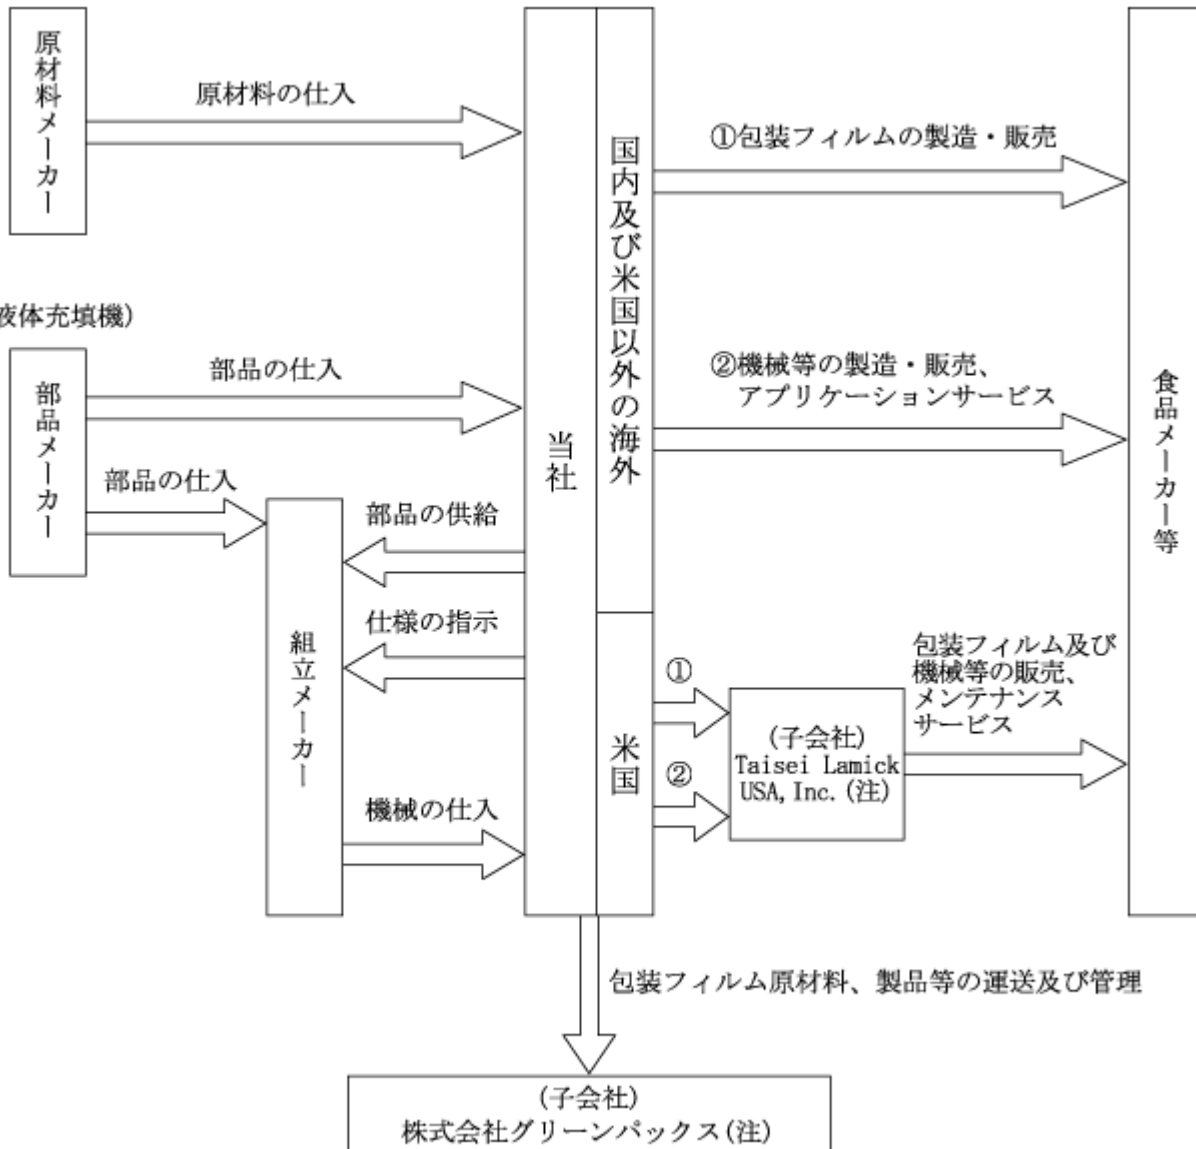 原材料メーカー
原材料の仕入
当社
国内及び米国以外の海外
①包装フィルムの製造・販売
食品メーカー等
液体充填機)
部品メーカー
部品の仕入
②機械等の製造・販売、
アプリケーションサービス
部品の仕入
組立メーカー
部品の供給
仕様の指示
機械の仕入
米国
①
②
(子会社)
Taisei Lamick
USA,Inc.(注)
包装フィルム及び
機械等の販売、
メンテナンス
サービス
包装フィルム原材料、製品等の運送及び管理
(子会社)
株式会社グリーンパックス(注)